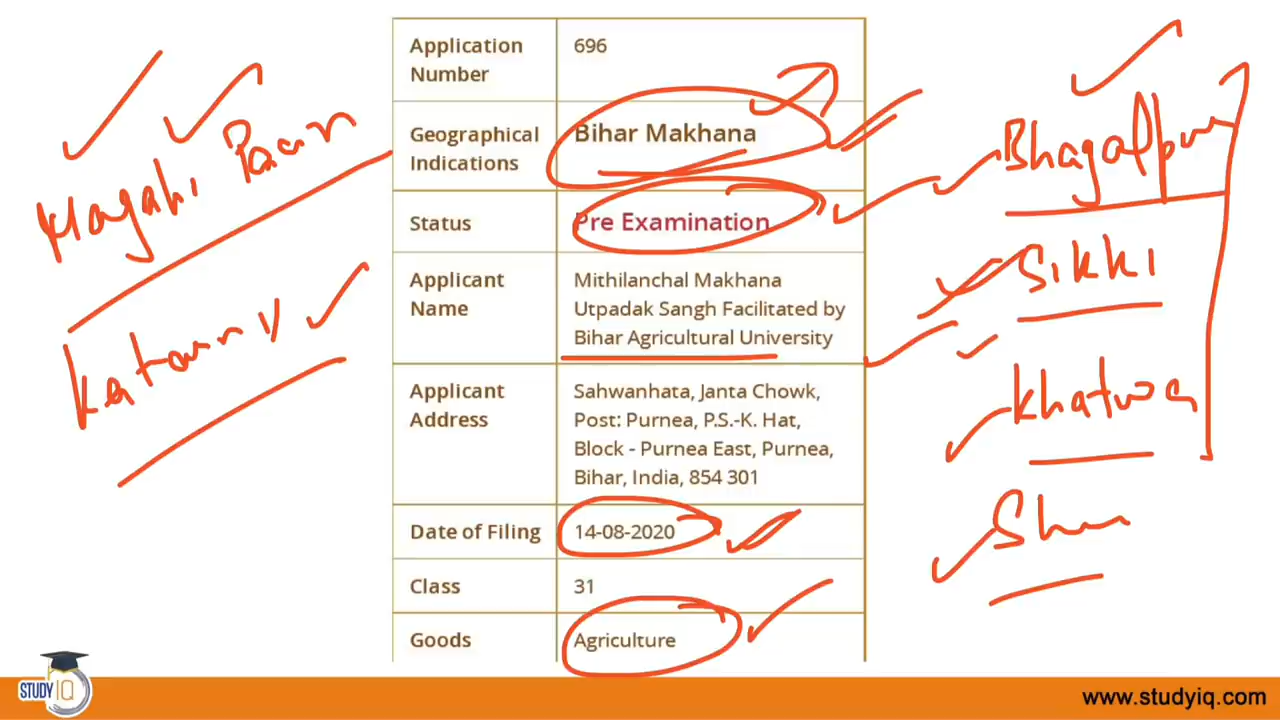 Application Number
696
Geographical Indications
Bihar Makhana
Status
Pre Examination
Applicant Name
Mithilanchal Makhana
Utpadak Sangh Facilitated by
Bihar Agricultural University
Applicant Address
Sahwanhata, Janta Chowk,
Post: Purnea, P.S.-K. Hat,
Block - Purnea East, Purnea,
Bihar, India, 854 301
Date of Filing
14-08-2020
Class
31
Goods
Agriculture
Magahi Paan
Katarni
Bhagalpur
Sikki
Khatwa
STUDY IQ
www.studyiq.com